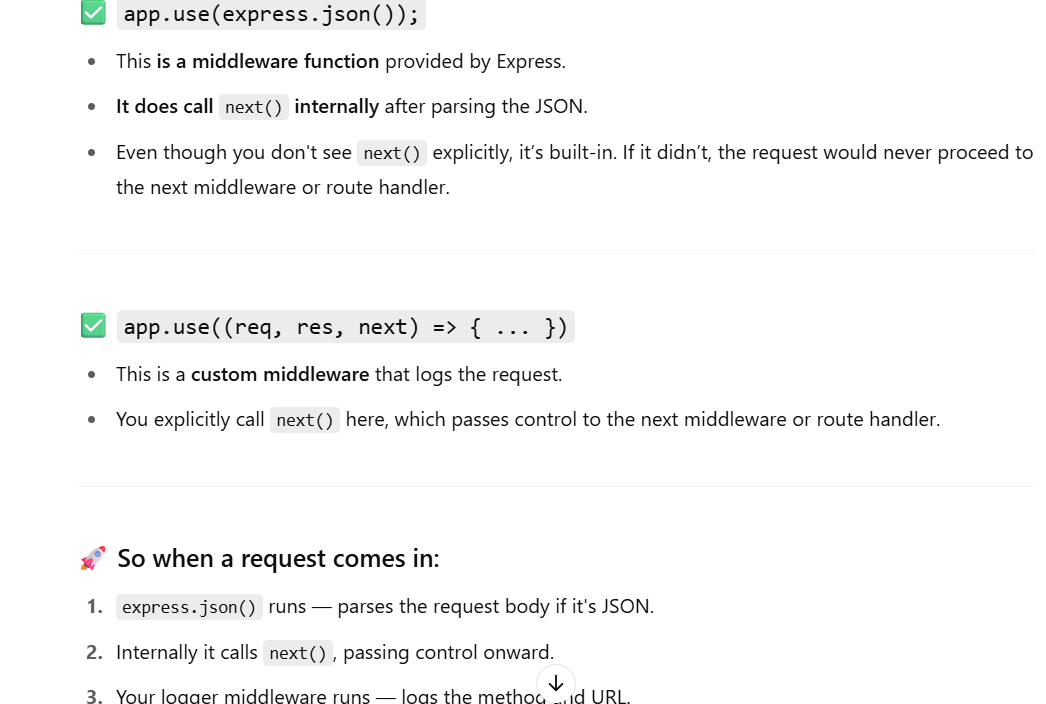 ✅ app.use(express.json());
• This is a middleware function provided by Express.
• It does call next() internally after parsing the JSON.
• Even though you don't see next() explicitly, it’s built-in. If it didn’t, the request would never proceed to
the next middleware or route handler.
✅ app.use((req, res, next) => { ... })
• This is a custom middleware that logs the request.
• You explicitly call next() here, which passes control to the next middleware or route handler.
🚀 So when a request comes in:
1. express.json() runs — parses the request body if it's JSON.
2. Internally it calls next(), passing control onward.
3. Your logger middleware runs — logs the method and URL.